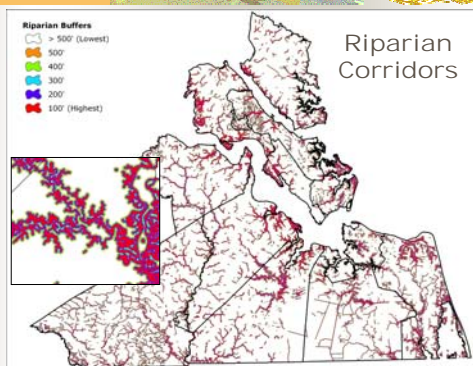 Riparian Buffers
> 500' (Lowest)
500'
400'
300'
200'
100' (Highest)
Riparian
Corridors